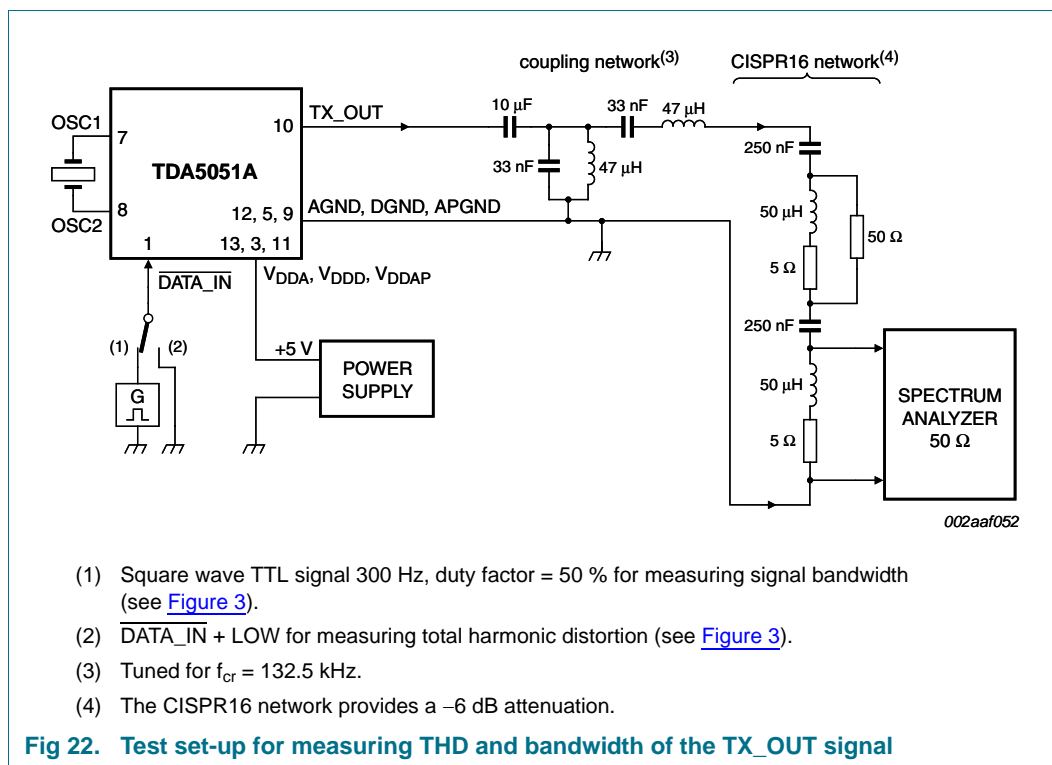 coupling network(3)
CISPR16 network(4)
10 μF
33 nF
47 μH
TX_OUT
OSC1
7
10
250 nF
33 nF
47 μH
TDA5051A
50 μH
50 Ω
8
OSC2
12, 5, 9
AGND, DGND, APGND
1
13, 3, 11
5 Ω
DATA_IN
VDDA, VDDD, VDDAP
250 nF
(1)
(2)
+5 V
POWER
SUPPLY
G
50 μH
SPECTRUM
ANALYZER
50 Ω
5 Ω
002aaf052
(1) Square wave TTL signal 300 Hz, duty factor = 50 % for measuring signal bandwidth
(see Figure 3).
(2) DATA_IN + LOW for measuring total harmonic distortion (see Figure 3).
(3) Tuned for fcr = 132.5 kHz.
(4) The CISPR16 network provides a −6 dB attenuation.
Fig 22. Test set-up for measuring THD and bandwidth of the TX_OUT signal